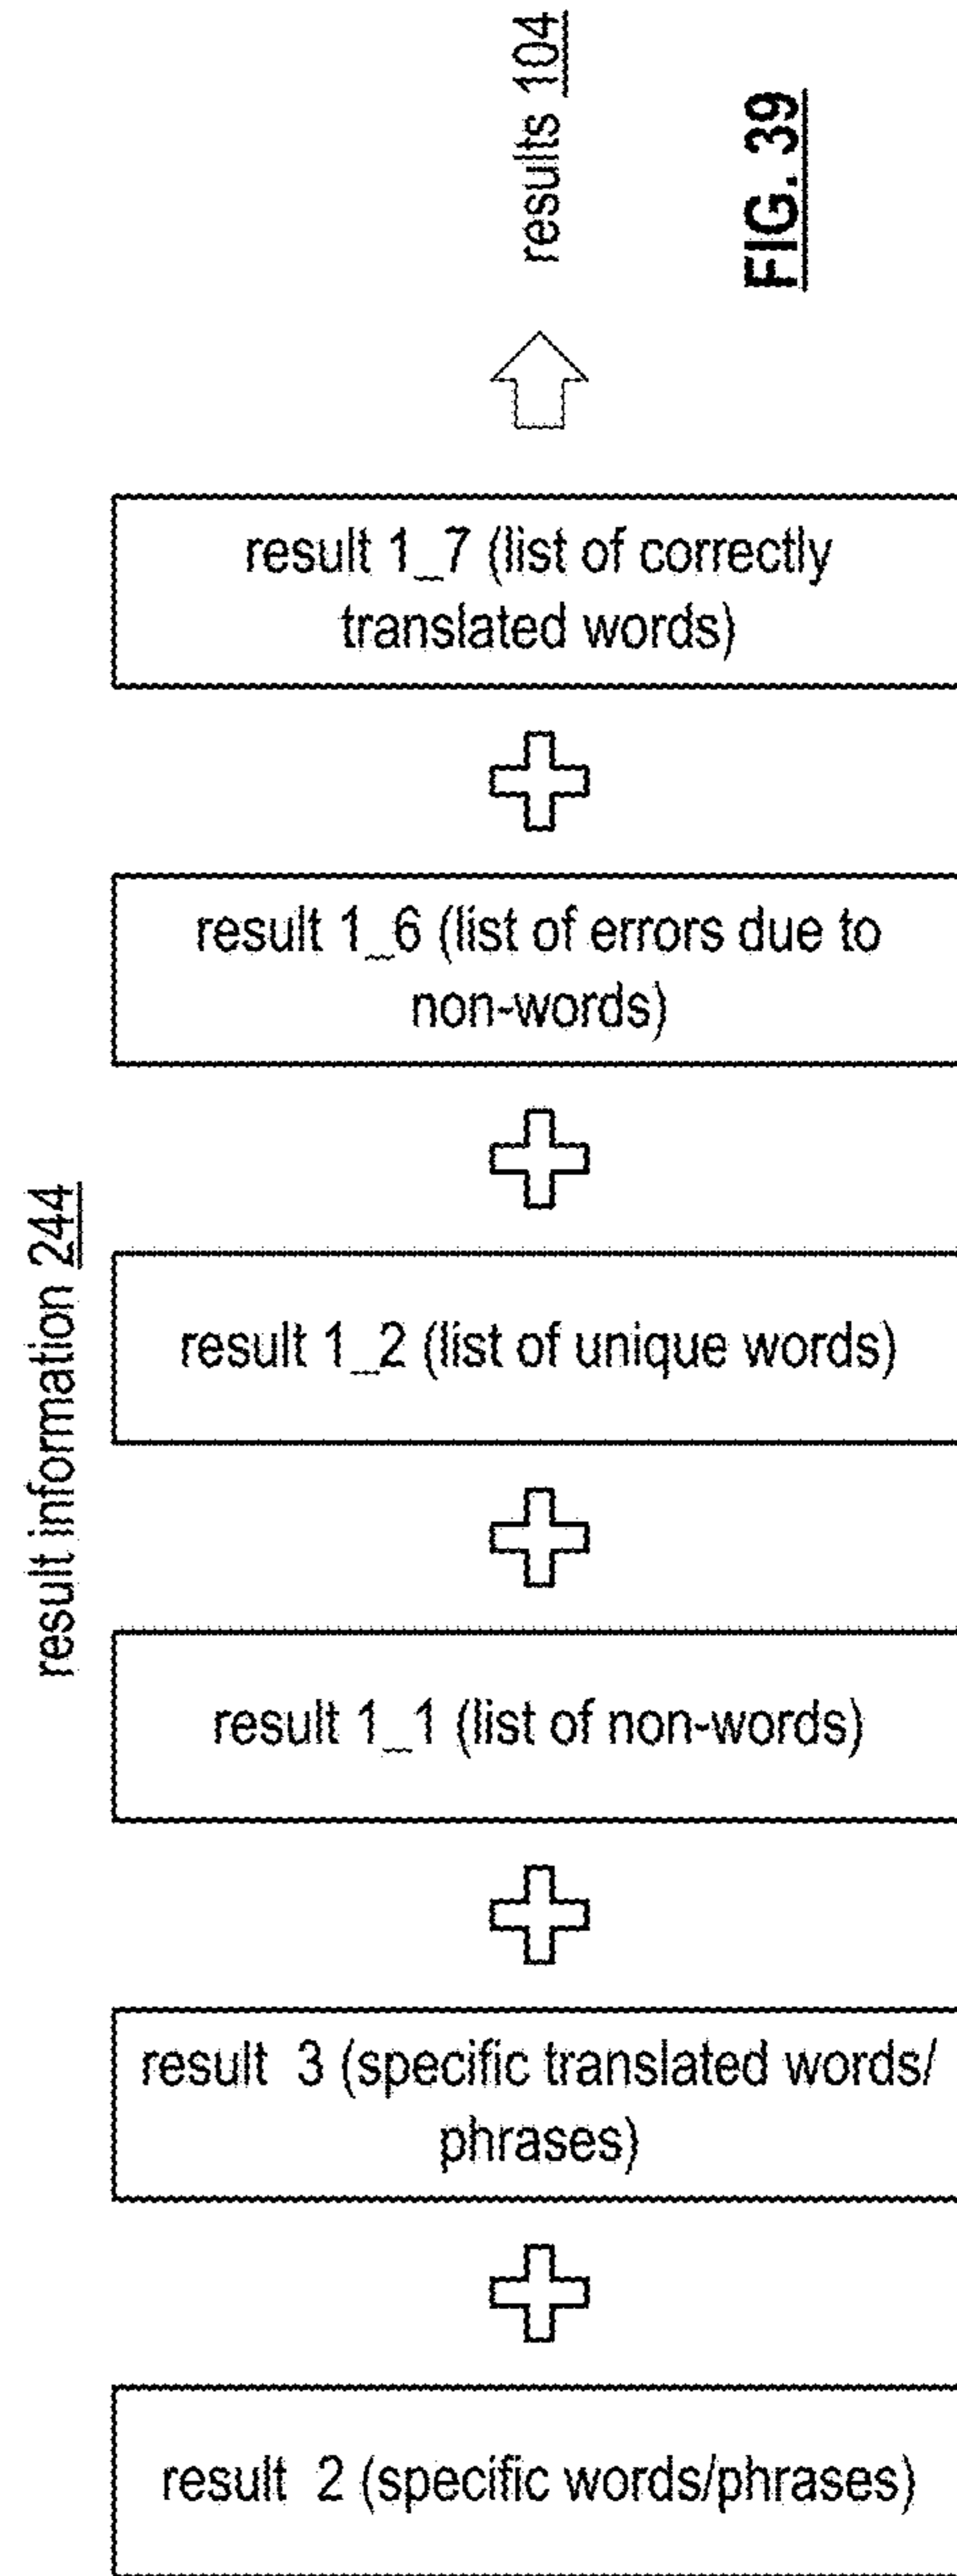 results 104
FIG. 39
result 1_7 (list of correctly
translated words)
result 1_6 (list of errors due to
non-words)
result information 244
result 1_2 (list of unique words)
result 1_1 (list of non-words)
result 3 (specific translated words/
phrases)
result 2 (specific words/phrases)